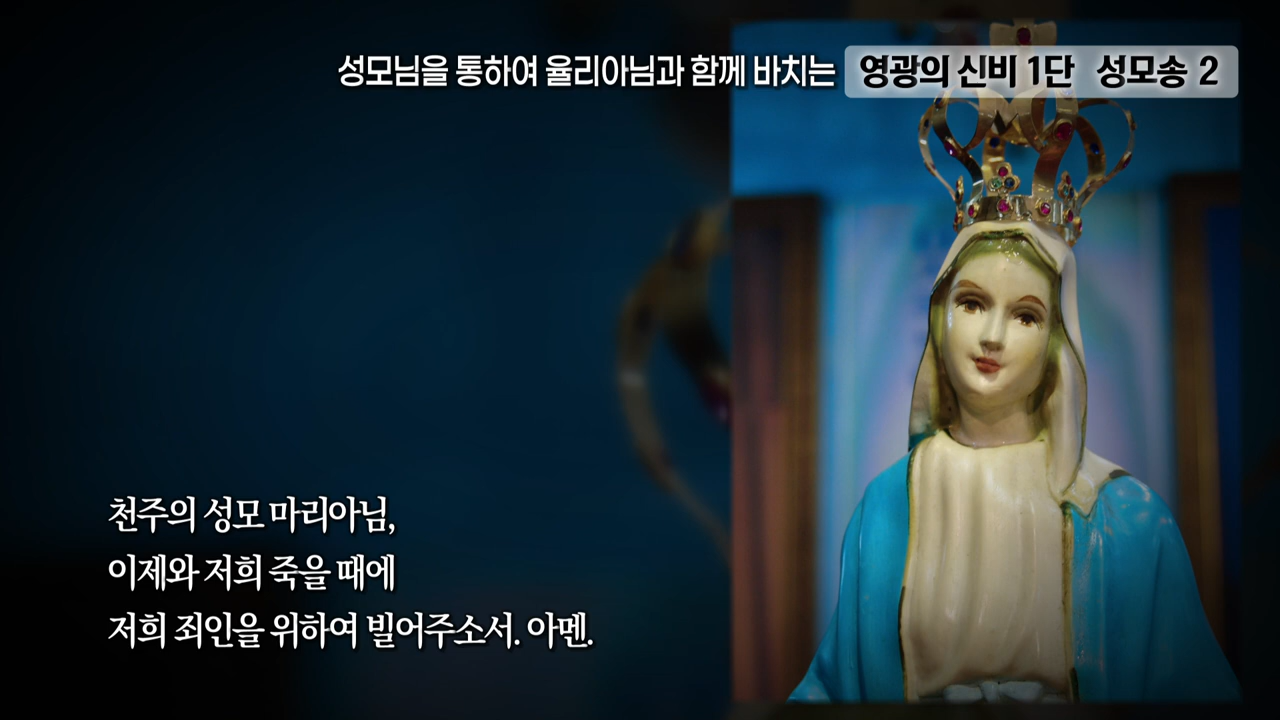 성모님을 통하여 율리아님과 함께 바치는 영광의 신비 1단 성모송 2
천주의 성모 마리아님,
이제와 저희 죽을 때에
저희 죄인을 위하여 빌어주소서. 아멘.